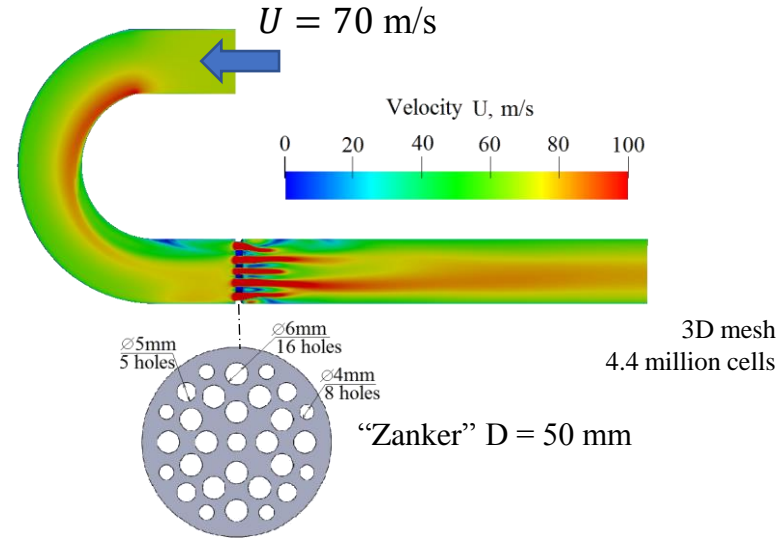 U = 70 m/s
Velocity U, m/s
0 20 40 60 80 100
3D mesh
4.4 million cells
∅5mm
5 holes
∅6mm
16 holes
∅4mm
8 holes
“Zanker” D = 50 mm